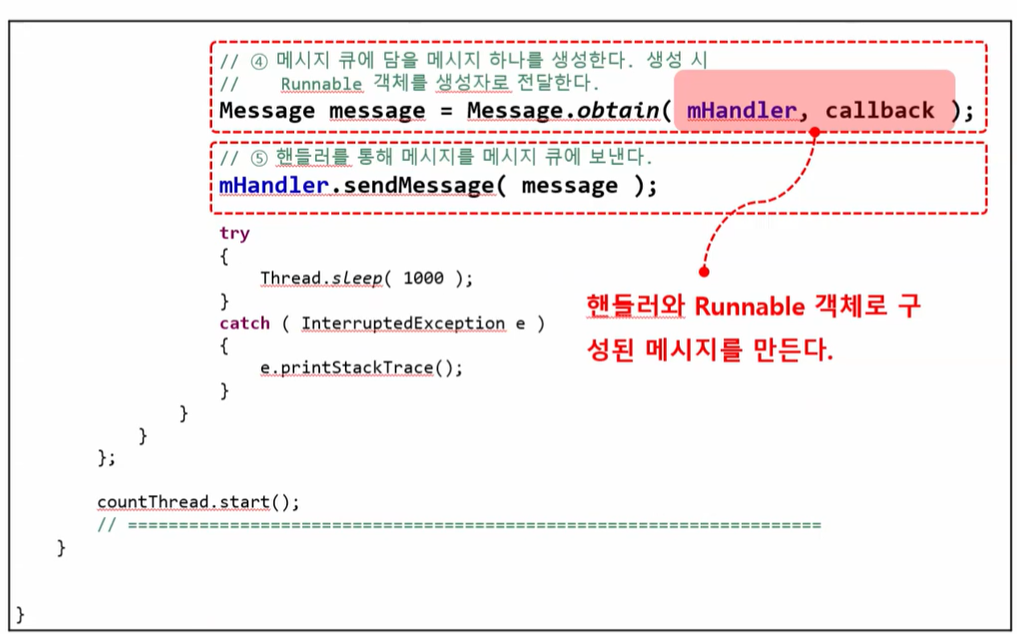 // ④ 메시지 큐에 담을 메시지 하나를 생성한다. 생성 시
//    Runnable 객체를 생성자로 전달한다.
Message message = Message.obtain( mHandler, callback );
// ⑤ 핸들러를 통해 메시지를 메시지 큐에 보낸다.
mHandler.sendMessage( message );
try
{
Thread.sleep( 1000 );
}
catch ( InterruptedException e )
{
e.printStackTrace();
}
}
}
};
핸들러와 Runnable 객체로 구
성된 메시지를 만든다.
countThread.start();
// ====================================================================
}
}